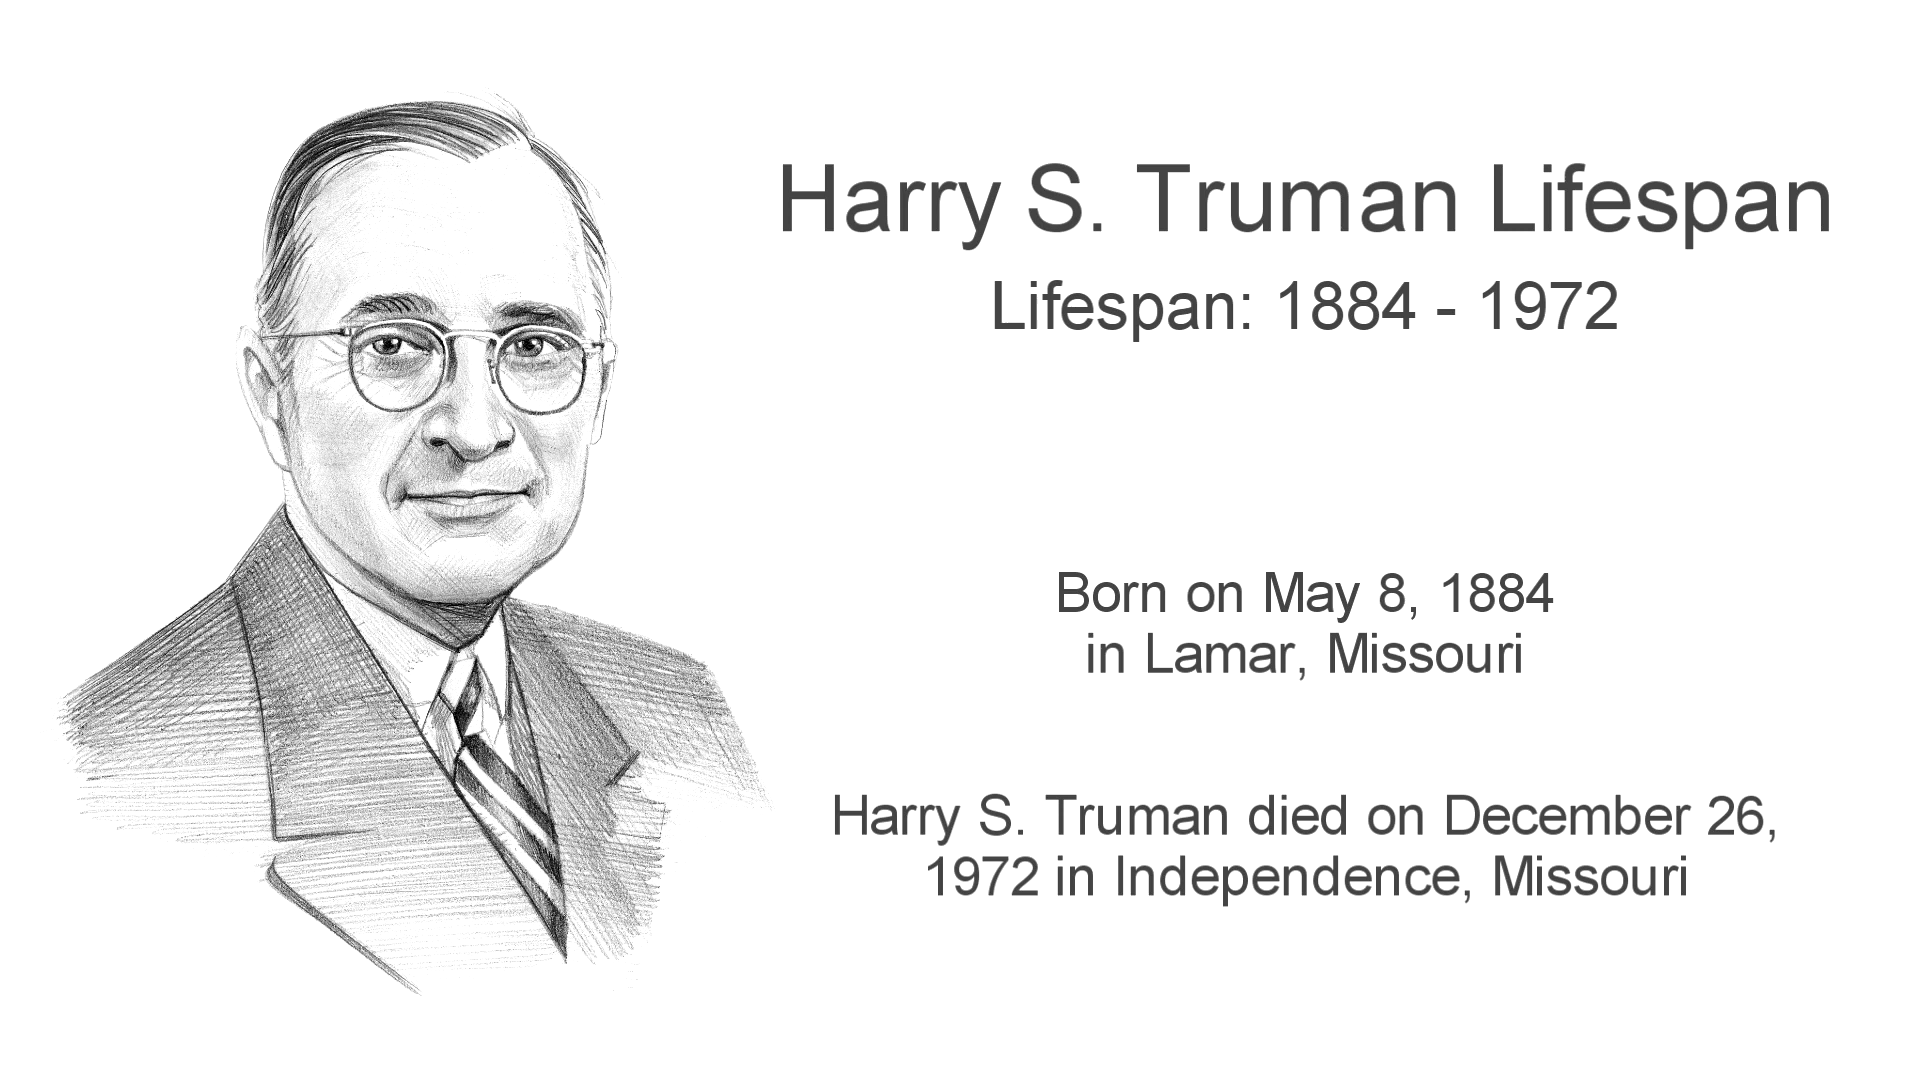 Harry S. Truman Lifespan
Lifespan: 1884 - 1972
Born on May 8, 1884
in Lamar, Missouri
Harry S. Truman died on December 26,
1972 in Independence, Missouri